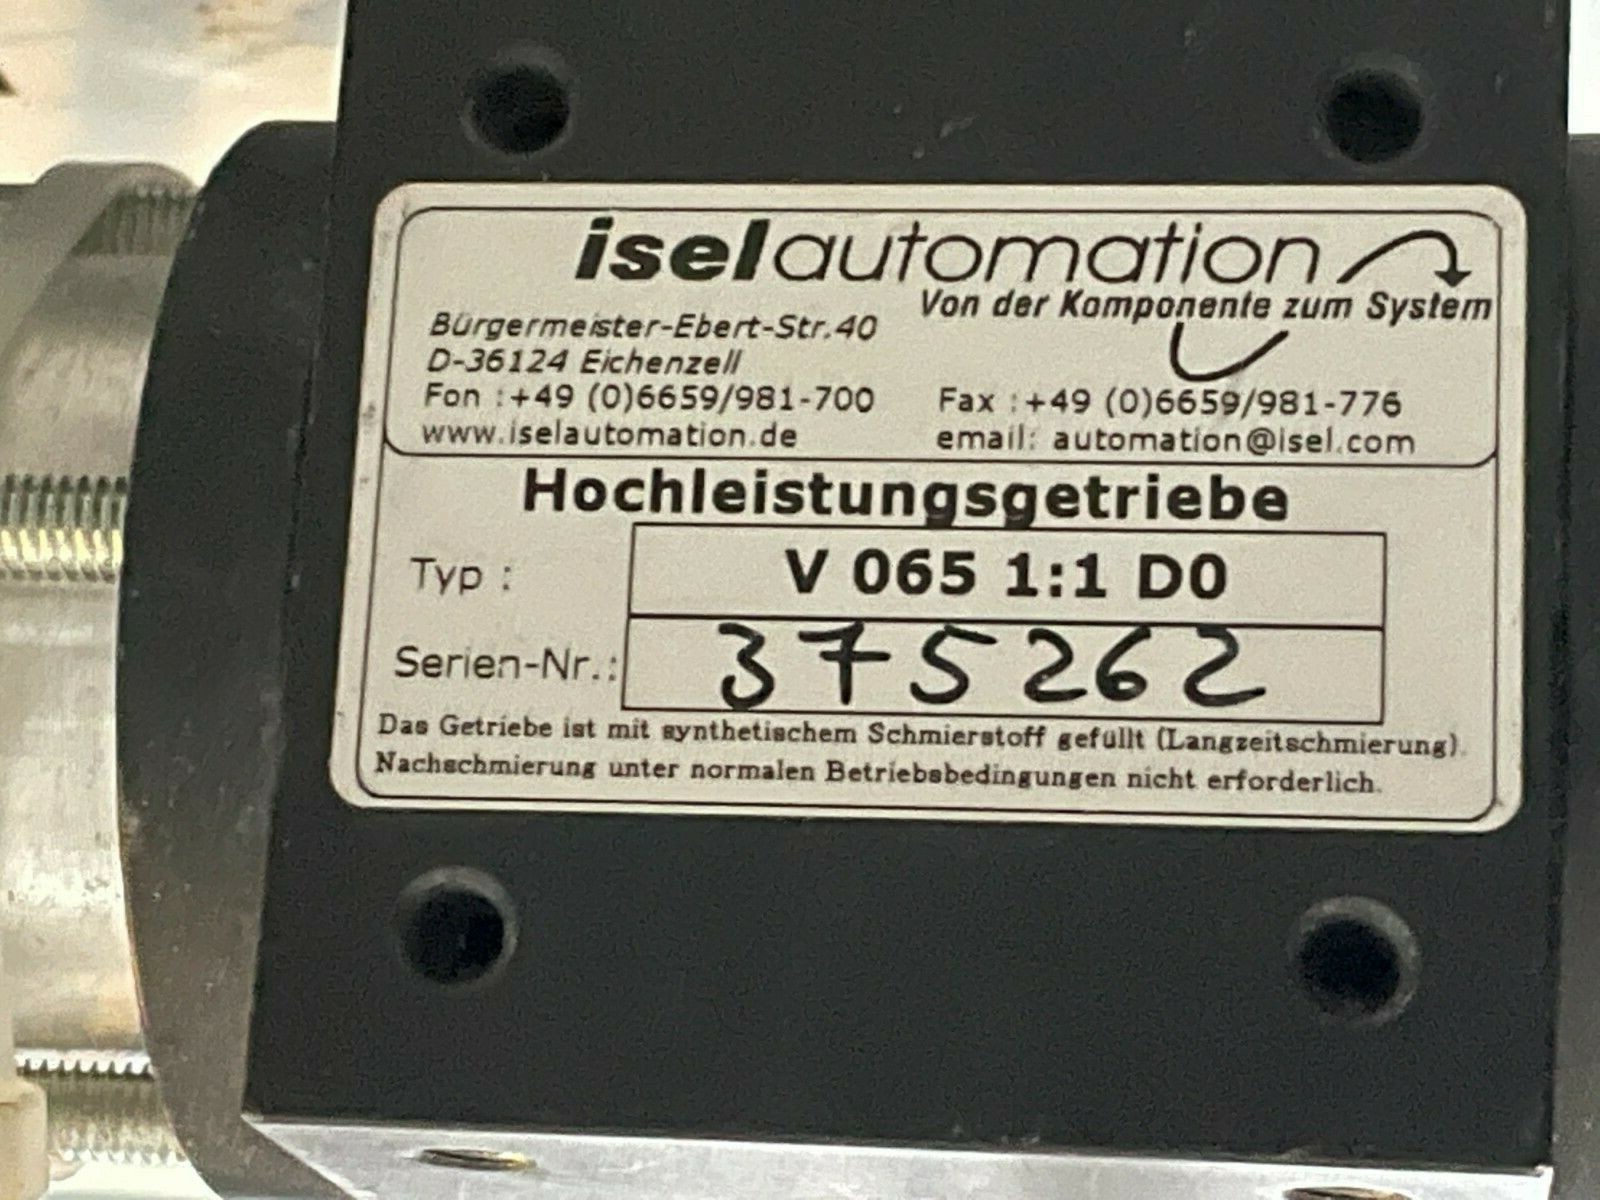 iselautomation
Von der Komponente zum System
Bürgermeister-Ebert-Str.40
D-36124 Eichenzell
Fon :+49 (0)6659/981-700 Fax :+49 (0)6659/981-776
www.iselautomation.de email: automation@isel.com
Hochleistungsgetriebe
Typ : V 065 1:1 D0
Serien-Nr.: 375262
Das Getriebe ist mit synthetischem Schmierstoff gefüllt (Langzeitschmierung).
Nachschmierung unter normalen Betriebsbedingungen nicht erforderlich.